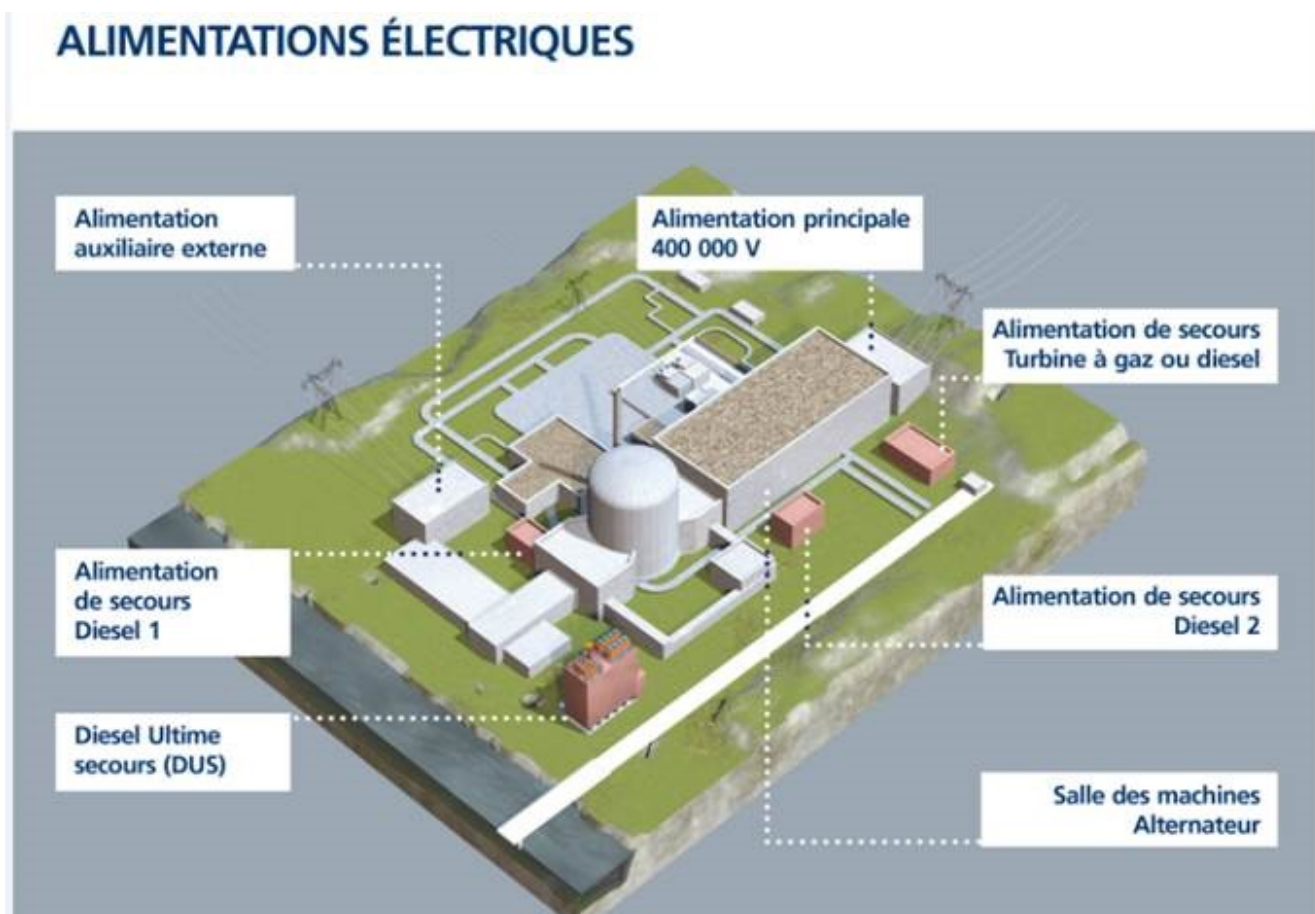 ALIMENTATIONS ÉLECTRIQUES
Alimentation
auxiliaire externe
Alimentation principale
400 000 V
Alimentation de secours
Turbine à gaz ou diesel
Alimentation
de secours
Diesel 1
Alimentation de secours
Diesel 2
Diesel Ultime
secours (DUS)
Salle des machines
Alternateur